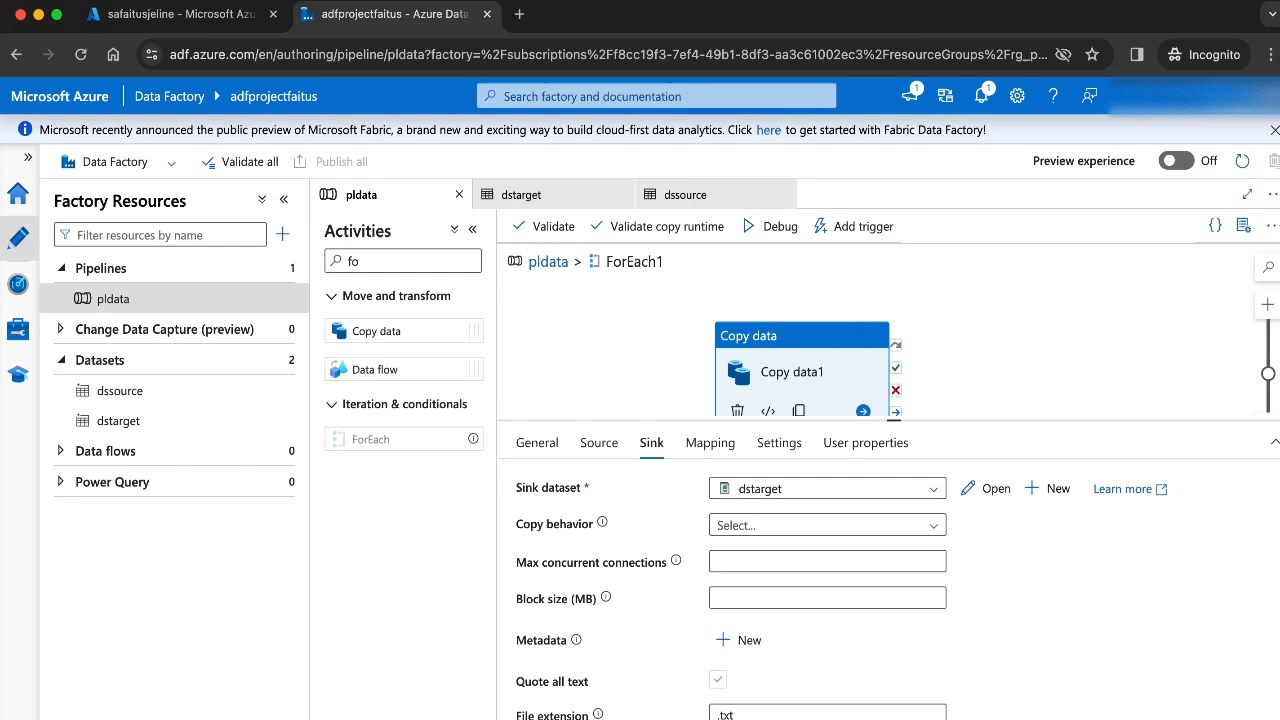 safaitusjeline - Microsoft Az
adfprojectfaitus - Azure Data
adf.azure.com/en/authoring/pipeline/pldata?factory=%2Fsubscriptions%2Ff8cc19f3-7ef4-49b1-8df3-aa3c61002ec3%2FresourceGroups%2Frg_p...
Incognito
Microsoft Azure
Data Factory
adfprojectfaitus
Search factory and documentation
1
1
Microsoft recently announced the public preview of Microsoft Fabric, a brand new and exciting way to build cloud-first data analytics. Click here to get started with Fabric Data Factory!
Data Factory
Validate all
Publish all
Preview experience
Off
Factory Resources
Filter resources by name
Pipelines 1
pldata
Change Data Capture (preview) 0
Datasets 2
dssource
dstarget
Data flows 0
Power Query 0
pldata
dstarget
dssource
Activities
fo
Move and transform
Copy data
Data flow
Iteration & conditionals
ForEach
Validate
Validate copy runtime
Debug
Add trigger
pldata > ForEach1
Copy data
Copy data1
General
Source
Sink
Mapping
Settings
User properties
Sink dataset *
dstarget
Open
New
Learn more
Copy behavior
Select...
Max concurrent connections
Block size (MB)
Metadata
New
Quote all text
File extension
.txt